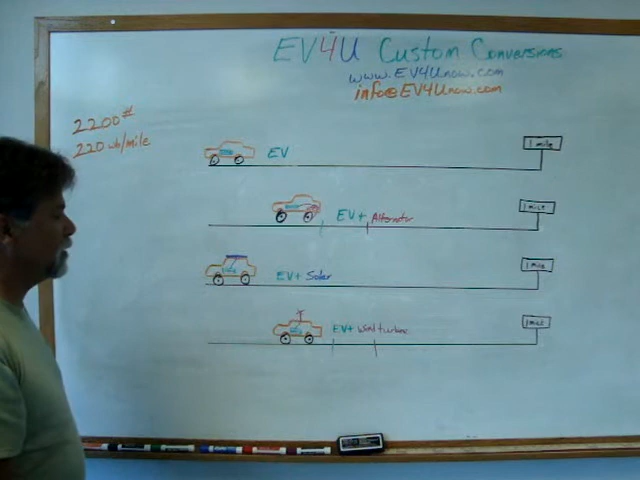 EV4U Custom Conversions
www.EV4Unow.com
info@EV4Unow.com
2200#
220 wh/mile
EV
1 mile
EV+ Alternator
1 mile
EV+ Solar
1 mile
EV+ Wind turbine
1 mile